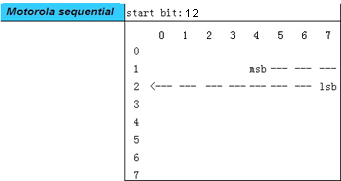 Motorola sequential
start bit:12
0 1 2 3 4 5 6 7
0
1 msb --- --- ---
2 <--- --- --- --- --- --- --- lsb
3
4
5
6
7